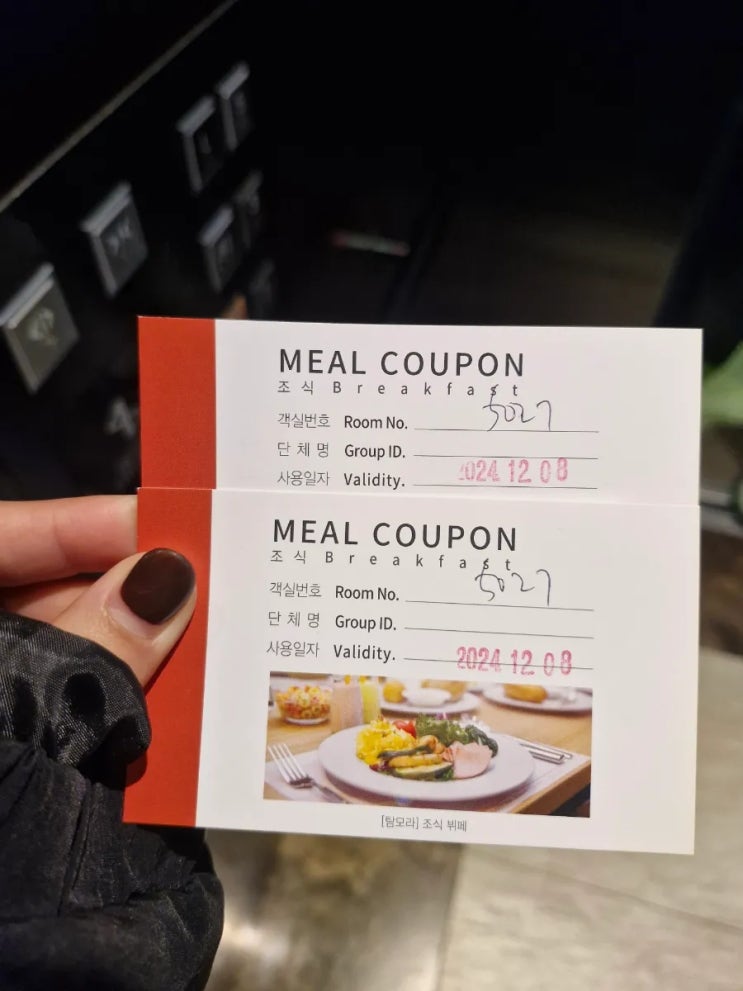 MEAL COUPON
조 식 B r e a k f a s t
객실번호 Room No. 5027
단 체 명 Group ID.
사용일자 Validity. 2024 12 08
MEAL COUPON
조 식 B r e a k f a s t
객실번호 Room No. 5027
단 체 명 Group ID.
사용일자 Validity. 2024 12 08
[탐모라] 조식 뷔페